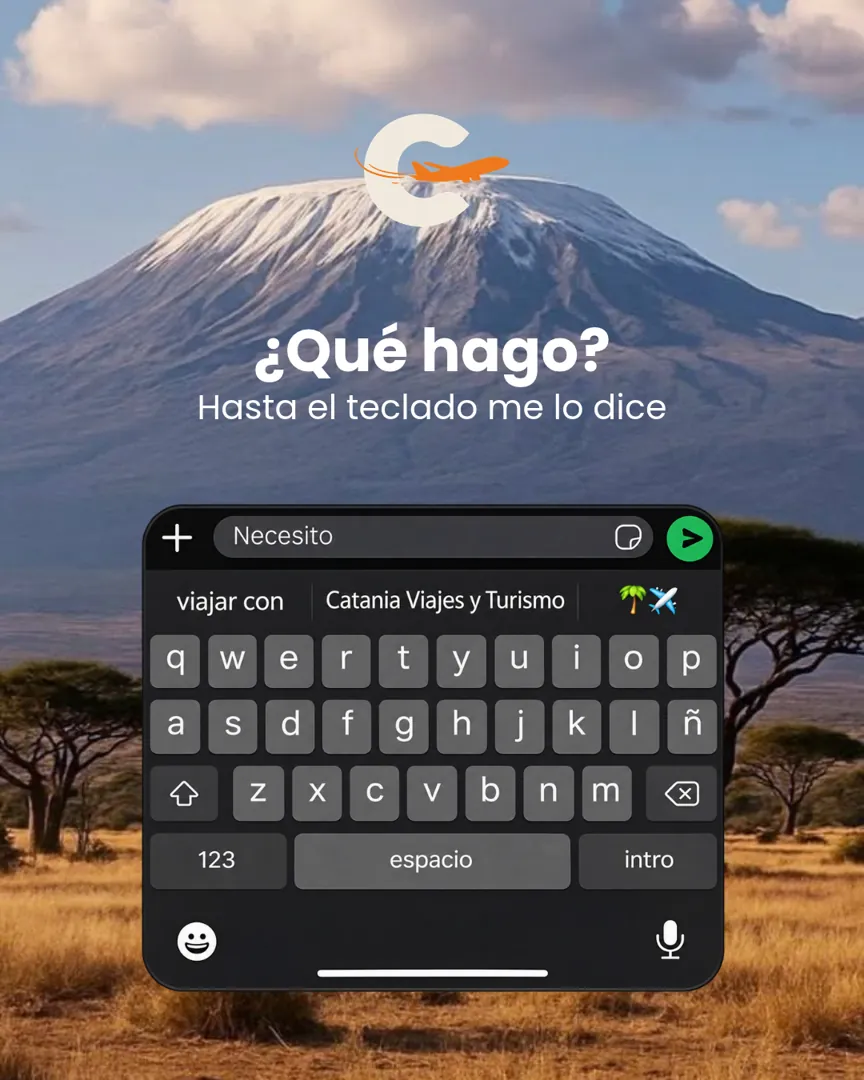 C
¿Qué hago?
Hasta el teclado me lo dice
Necesito
viajar con Catania Viajes y Turismo 🌴✈️
q w e r t y u i o p
a s d f g h j k l ñ
z x c v b n m
123 espacio intro